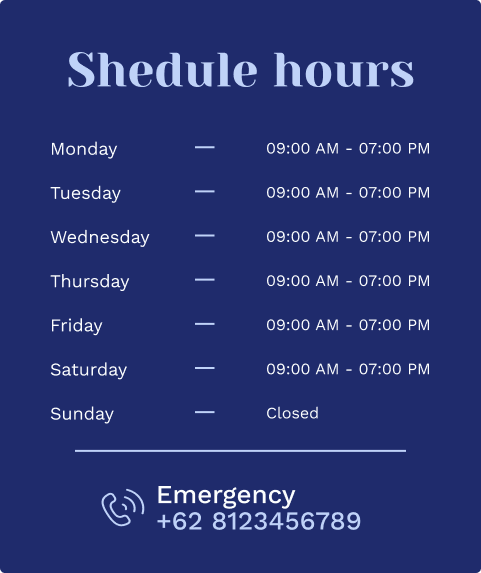 Shedule hours
Monday — 09:00 AM - 07:00 PM
Tuesday — 09:00 AM - 07:00 PM
Wednesday — 09:00 AM - 07:00 PM
Thursday — 09:00 AM - 07:00 PM
Friday — 09:00 AM - 07:00 PM
Saturday — 09:00 AM - 07:00 PM
Sunday — Closed
Emergency
+62 8123456789